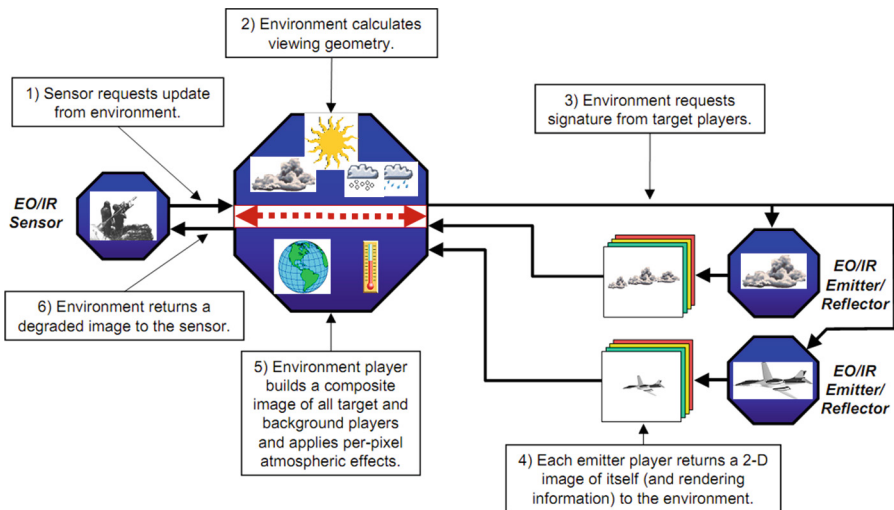 2) Environment calculates
viewing geometry.
1) Sensor requests update
from environment.
3) Environment requests
signature from target players.
EO/IR
Sensor
EO/IR
Emitter/
Reflector
6) Environment returns a
degraded image to the sensor.
5) Environment player
builds a composite
image of all target and
background players
and applies per-pixel
atmospheric effects.
EO/IR
Emitter/
Reflector
4) Each emitter player returns a 2-D
image of itself (and rendering
information) to the environment.